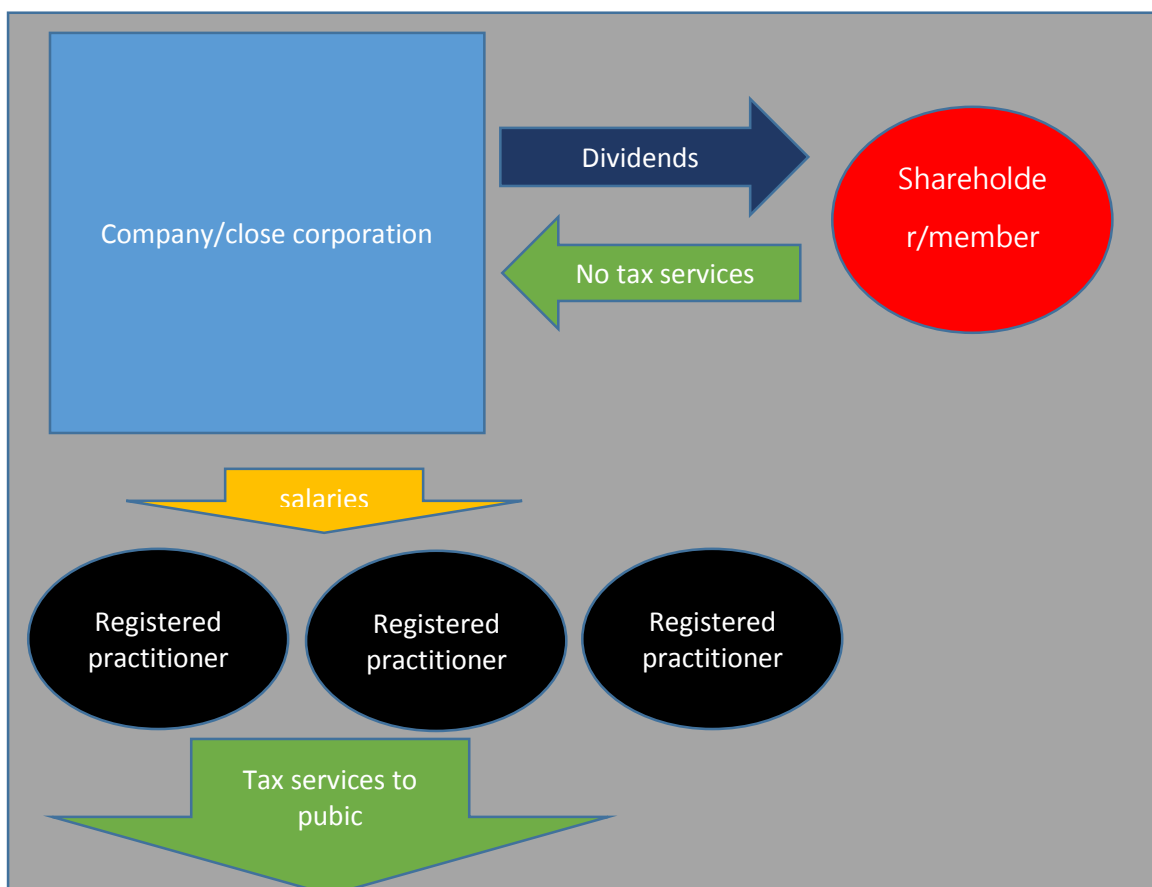 Dividends
Shareholde
r/member
Company/close corporation
No tax services
salaries
Registered
practitioner
Registered
practitioner
Registered
practitioner
Tax services to
pubic